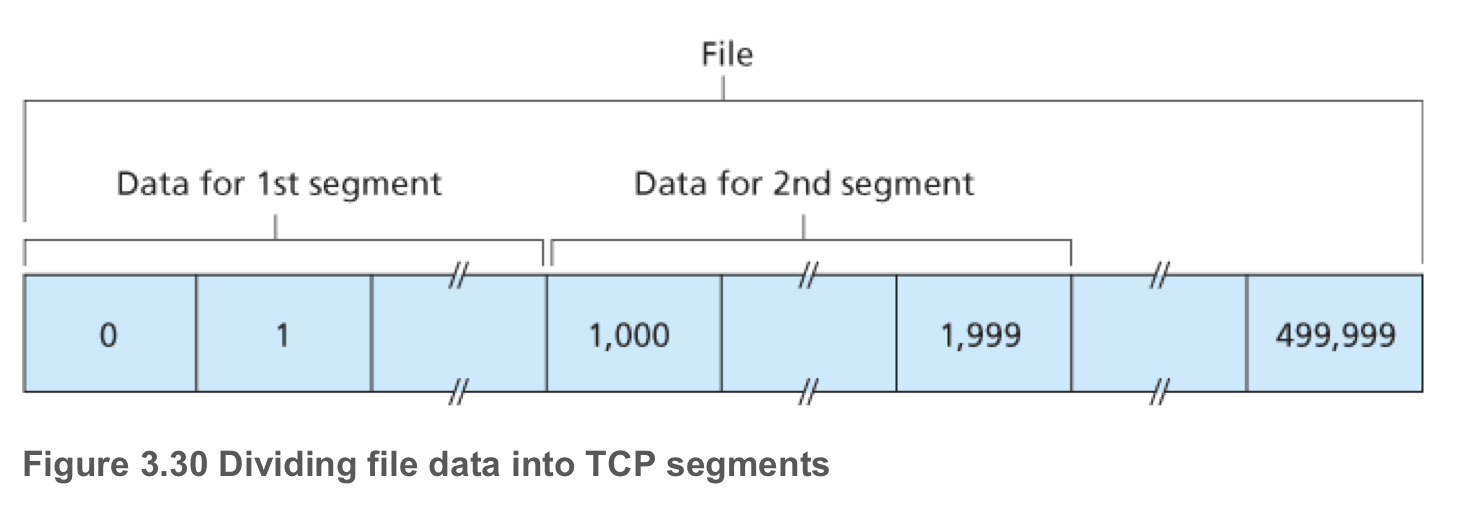 File
Data for 1st segment Data for 2nd segment
0 1 1,000 1,999 499,999
Figure 3.30 Dividing file data into TCP segments